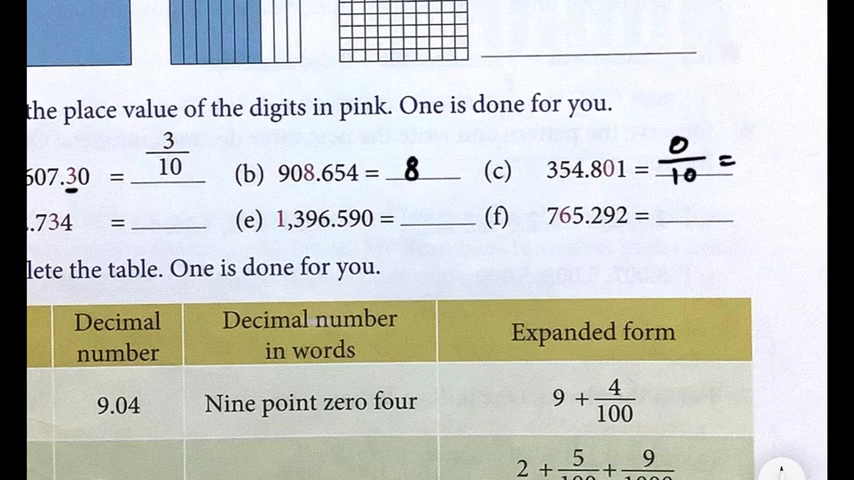 the place value of the digits in pink. One is done for you.
607.30 = 3/10 (b) 908.654 = 8 (c) 354.801 = 0/10 =
.734 = (e) 1,396.590 = (f) 765.292 =
lete the table. One is done for you.
Decimal number Decimal number in words Expanded form
9.04 Nine point zero four 9 + 4/100
2 + 5/100 + 9/1000